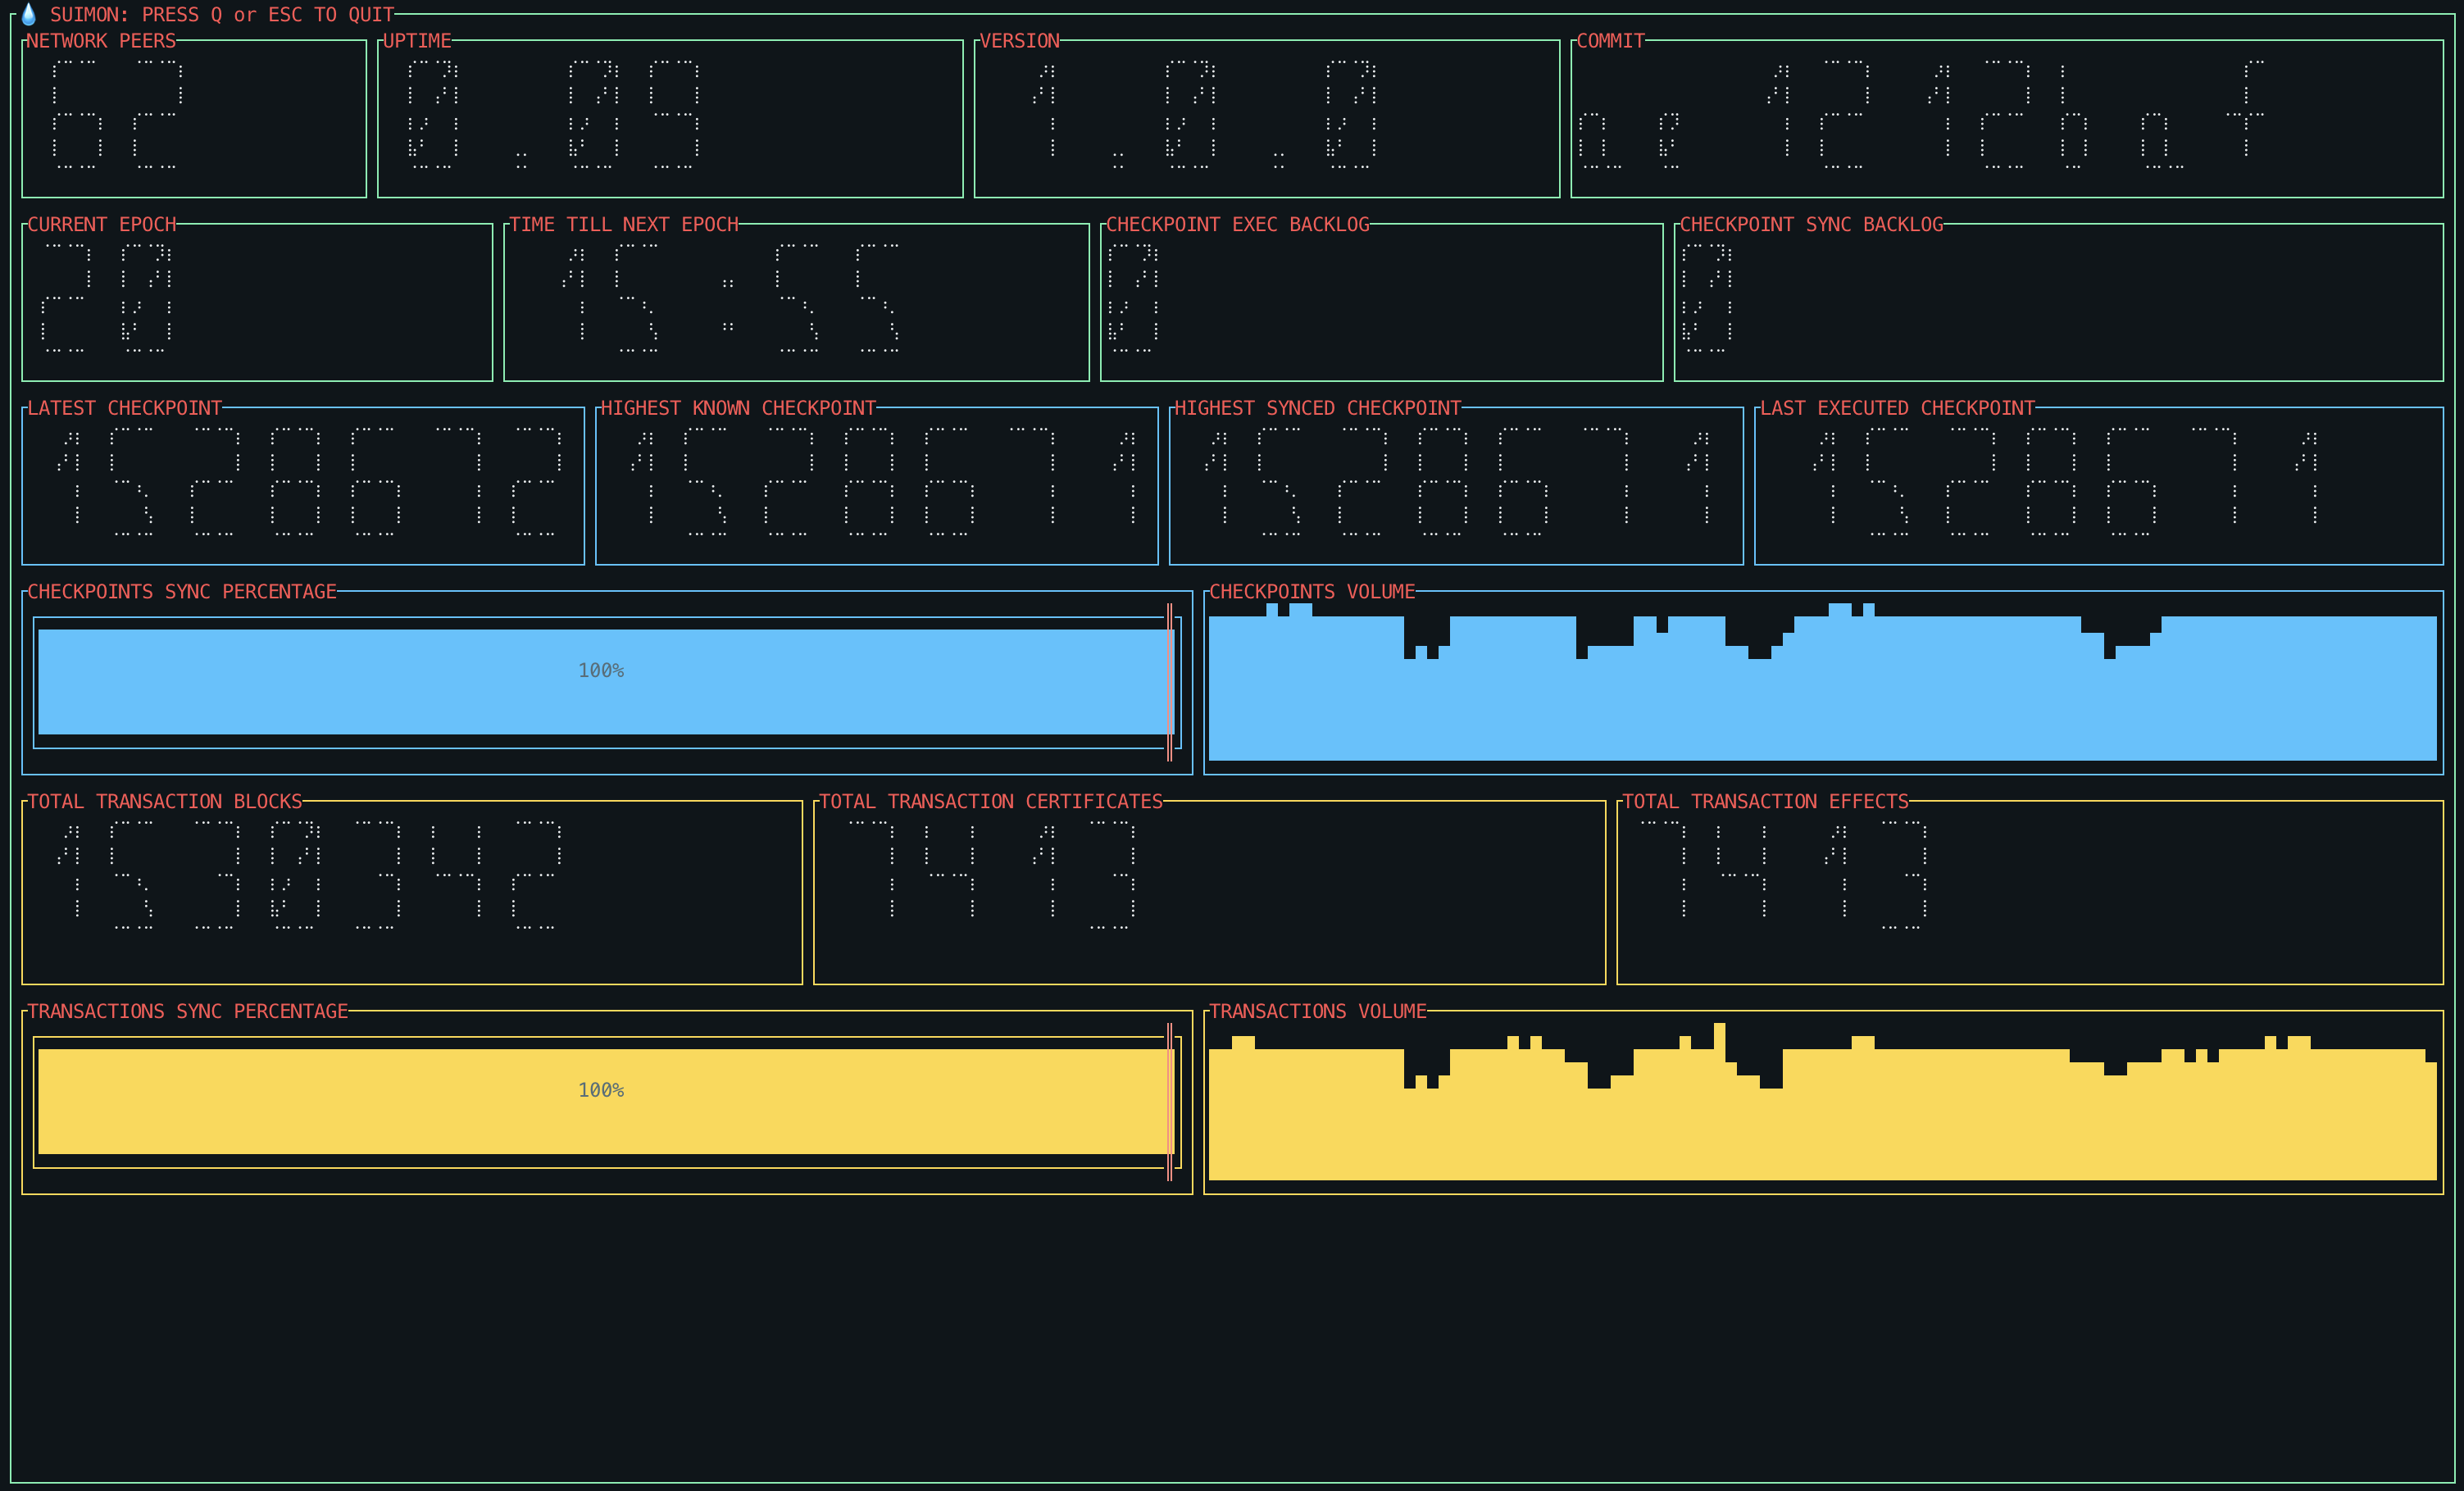 SUIMON: PRESS Q or ESC TO QUIT
NETWORK PEERS
62
UPTIME
0.09
VERSION
1.0.0
COMMIT
ae1212baf
CURRENT EPOCH
20
TIME TILL NEXT EPOCH
15:55
CHECKPOINT EXEC BACKLOG
0
CHECKPOINT SYNC BACKLOG
0
LATEST CHECKPOINT
1528672
HIGHEST KNOWN CHECKPOINT
1528671
HIGHEST SYNCED CHECKPOINT
1528671
LAST EXECUTED CHECKPOINT
1528671
CHECKPOINTS SYNC PERCENTAGE
100%
CHECKPOINTS VOLUME
TOTAL TRANSACTION BLOCKS
1530342
TOTAL TRANSACTION CERTIFICATES
7413
TOTAL TRANSACTION EFFECTS
7413
TRANSACTIONS SYNC PERCENTAGE
100%
TRANSACTIONS VOLUME